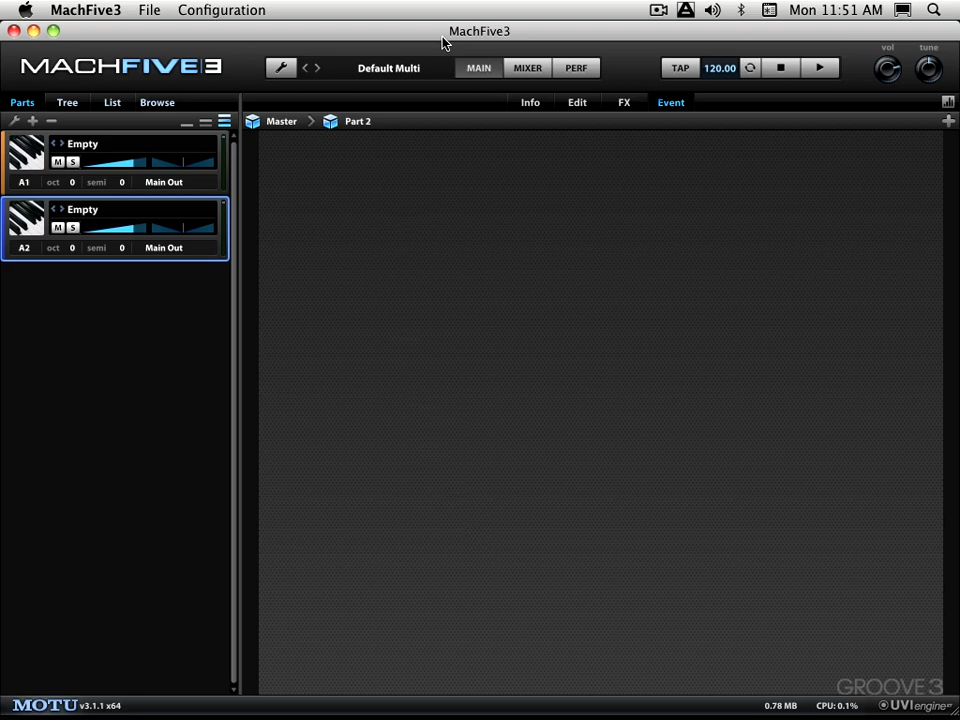 MachFive3 File Configuration Mon 11:51 AM
MachFive3
MACHFIVE3 Default Multi MAIN MIXER PERF TAP 120.00 vol tune
Parts Tree List Browse Info Edit FX Event
Master Part 2
Empty
M S
A1 oct 0 semi 0 Main Out
Empty
M S
A2 oct 0 semi 0 Main Out
GROOVE 3
MOTU v3.1.1 x64 0.78 MB CPU: 0.1% UVIengine